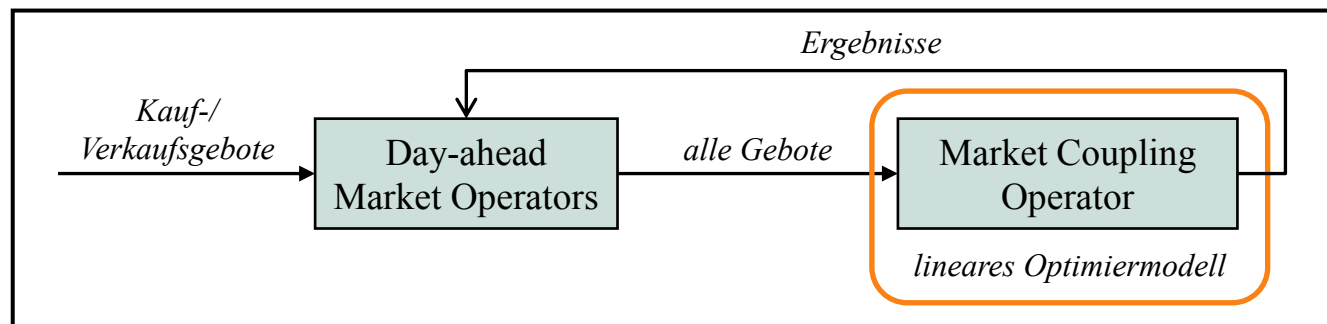 Ergebnisse
Kauf-/
Verkaufsgebote
Day-ahead
Market Operators
alle Gebote
Market Coupling
Operator
lineares Optimiermodell